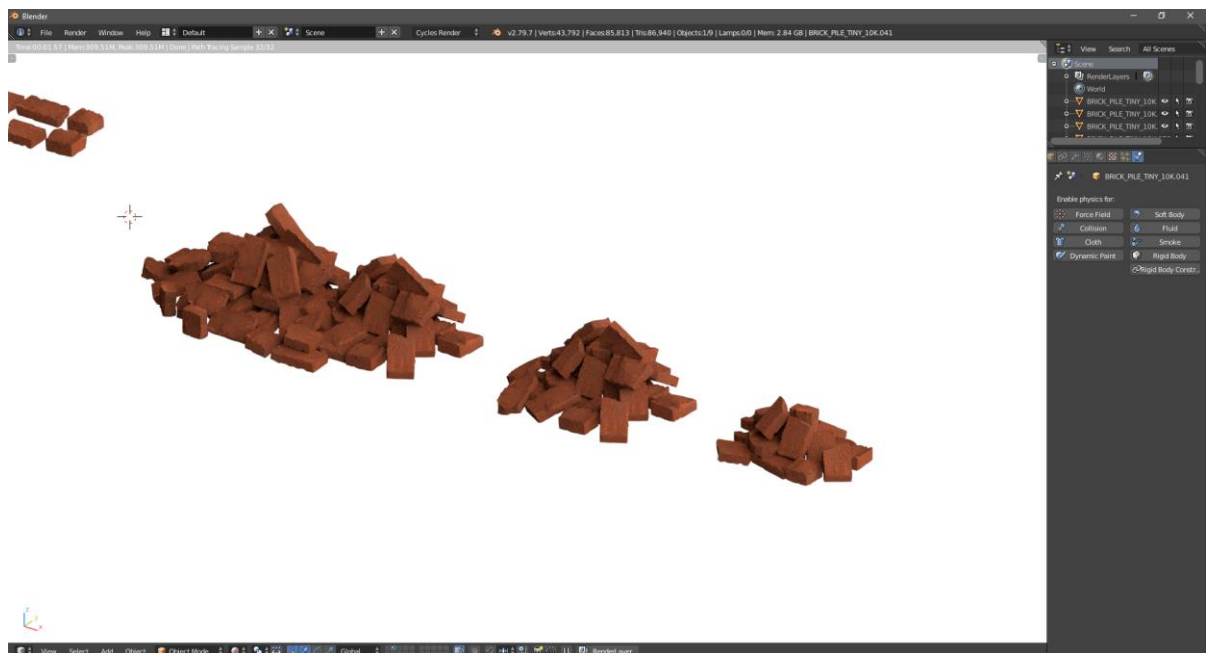 Blender
File Render Window Help Default Scene Cycles Render v2.79.7 | Verts:43,792 | Faces:85,813 | Tris:86,940 | Objects:1/9 | Lamps:0/0 | Mem: 2.84 GB | BRICK_PILE_TINY_10K.041
Time:00:01.57 | Mem:309.51M, Peak:309.51M | Done | Path Tracing Sample 32/32
View Search All Scenes
Scene
RenderLayers
World
BRICK_PILE_TINY_10K
BRICK_PILE_TINY_10K.
BRICK_PILE_TINY_10K.
BRICK_PILE_TINY_10K.041
Enable physics for:
Force Field Soft Body
Collision Fluid
Cloth Smoke
Dynamic Paint Rigid Body
Rigid Body Constr..
z
y
x
View Select Add Object Object Mode Global RenderLayer